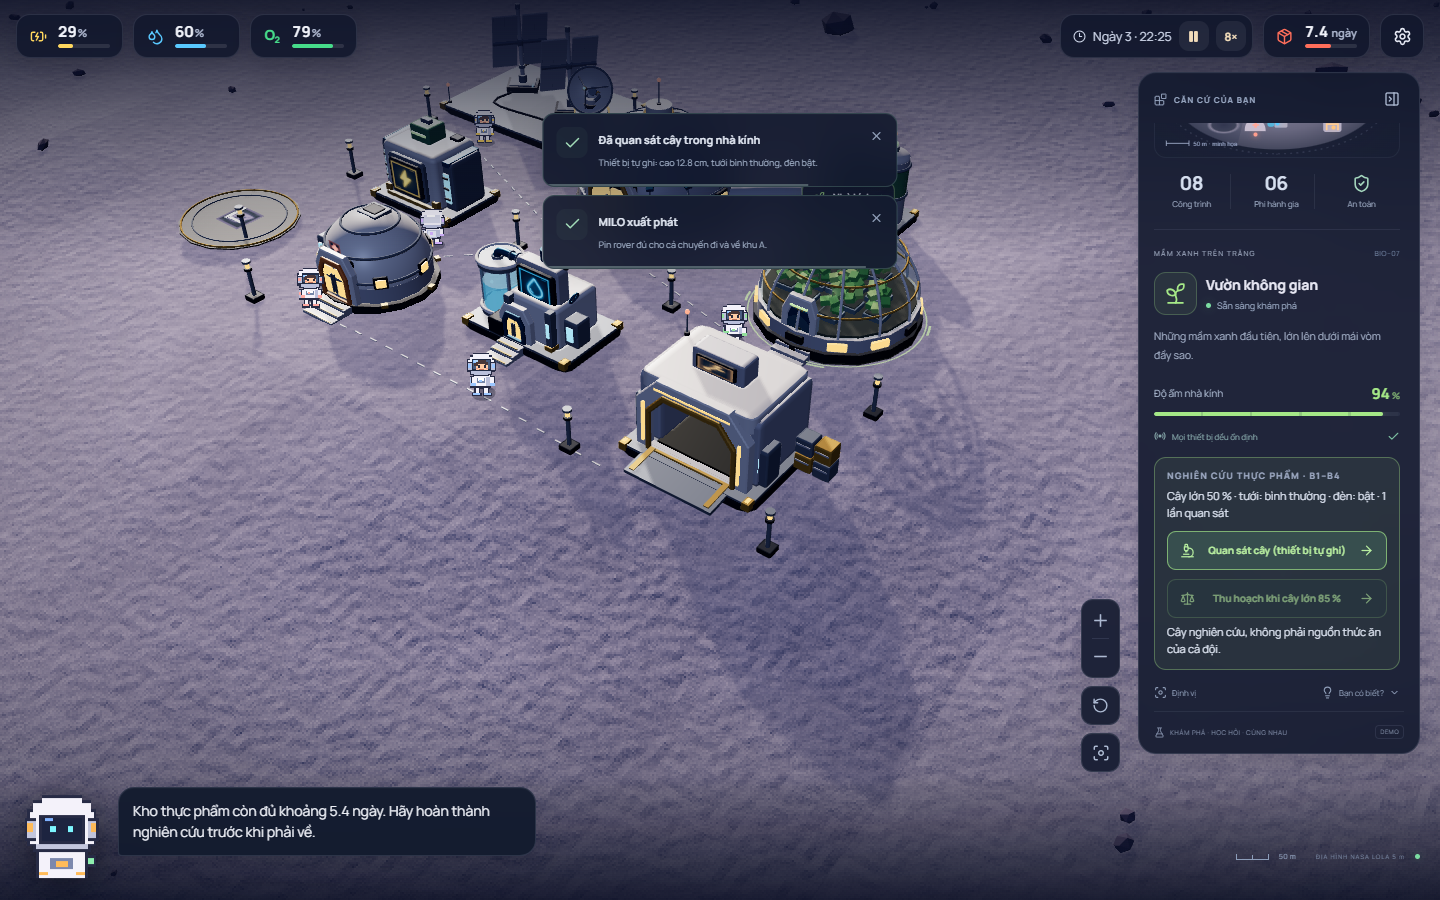 29%
60%
O₂ 79%
Ngày 3 · 22:25
8×
7.4 ngày
CĂN CỨ CỦA BẠN
50 m · minh họa
08
Công trình
06
Phi hành gia
An toàn
MẦM XANH TRÊN TRĂNG
BIO-07
Vườn không gian
Sẵn sàng khám phá
Những mầm xanh đầu tiên, lớn lên dưới mái vòm
đầy sao.
Độ ẩm nhà kính
94%
Mọi thiết bị đều ổn định
NGHIÊN CỨU THỰC PHẨM · B1–B4
Cây lớn 50 % · tưới: bình thường · đèn: bật · 1
lần quan sát
Quan sát cây (thiết bị tự ghi)
Thu hoạch khi cây lớn 85 %
Cây nghiên cứu, không phải nguồn thức ăn
của cả đội.
Định vị
Bạn có biết?
KHÁM PHÁ · HỌC HỎI · CÙNG NHAU
DEMO
Đã quan sát cây trong nhà kính
Thiết bị tự ghi: cao 12.8 cm, tưới bình thường, đèn bật.
MILO xuất phát
Pin rover đủ cho cả chuyến đi và về khu A.
Kho thực phẩm còn đủ khoảng 5.4 ngày. Hãy hoàn thành
nghiên cứu trước khi phải về.
50 m
ĐỊA HÌNH NASA LOLA 5 m